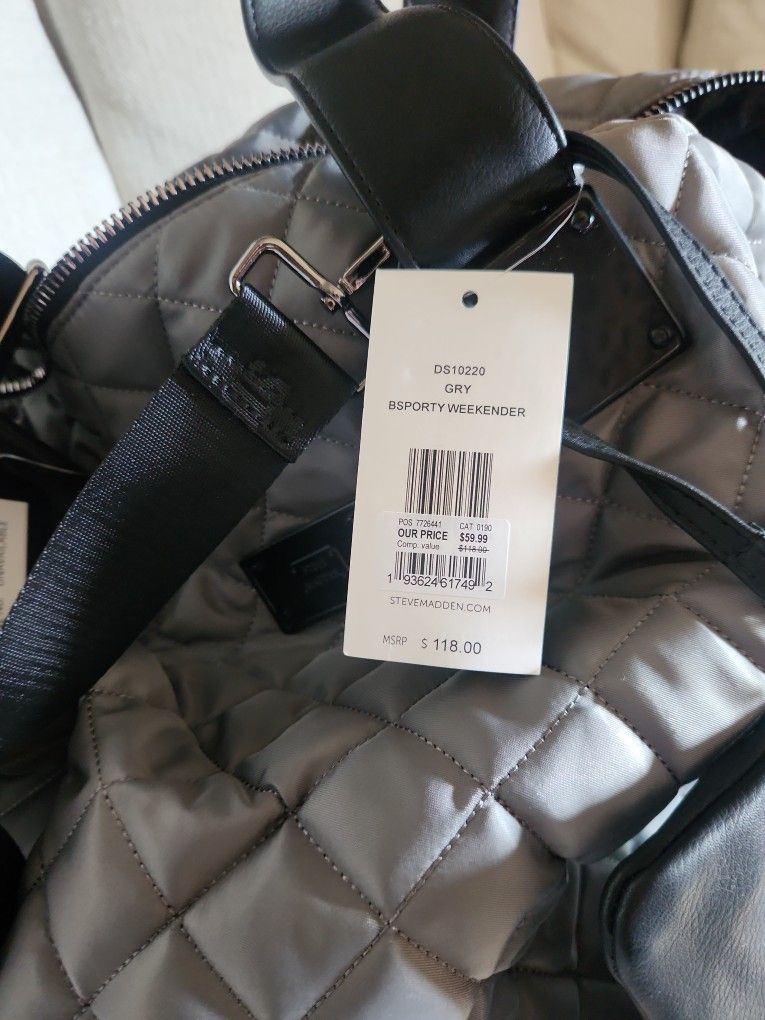 DS10220
GRY
BSPORTY WEEKENDER
POS 7726441 CAT 0190
OUR PRICE $59.99
Comp. value $118.00
1 93624 61749 2
STEVEMADDEN.COM
MSRP $ 118.00